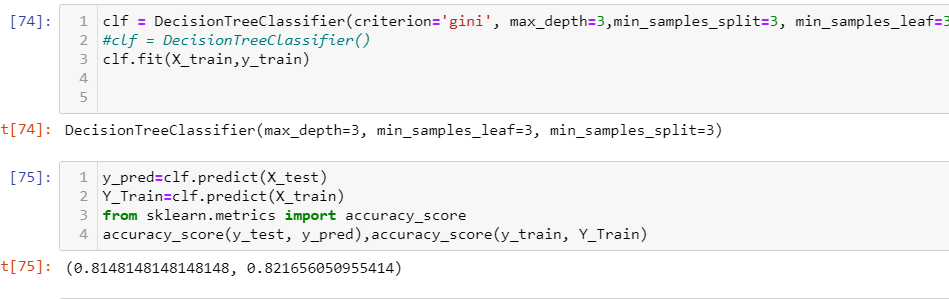 [74]: 1 clf = DecisionTreeClassifier(criterion='gini', max_depth=3,min_samples_split=3, min_samples_leaf=3
2 #clf = DecisionTreeClassifier()
3 clf.fit(X_train,y_train)
4
5
t[74]: DecisionTreeClassifier(max_depth=3, min_samples_leaf=3, min_samples_split=3)
[75]: 1 y_pred=clf.predict(X_test)
2 Y_Train=clf.predict(X_train)
3 from sklearn.metrics import accuracy_score
4 accuracy_score(y_test, y_pred),accuracy_score(y_train, Y_Train)
t[75]: (0.8148148148148148, 0.821656050955414)